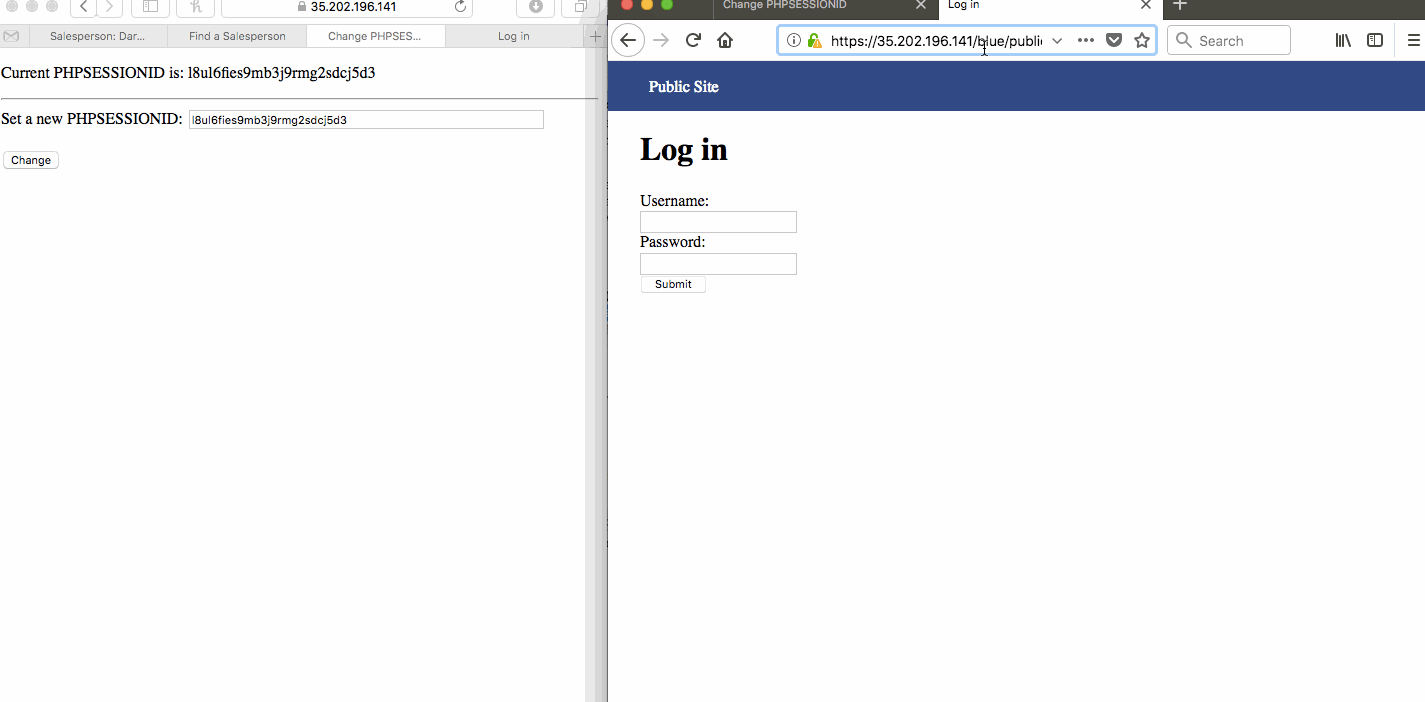 35.202.196.141
Salesperson: Dar...
Find a Salesperson
Change PHPSES...
Log in
Current PHPSESSIONID is: l8ul6fies9mb3j9rmg2sdcj5d3
Set a new PHPSESSIONID:
l8ul6fies9mb3j9rmg2sdcj5d3
Change
Change PHPSESSIONID
Log in
https://35.202.196.141/blue/public
Search
Public Site
Log in
Username:
Password:
Submit